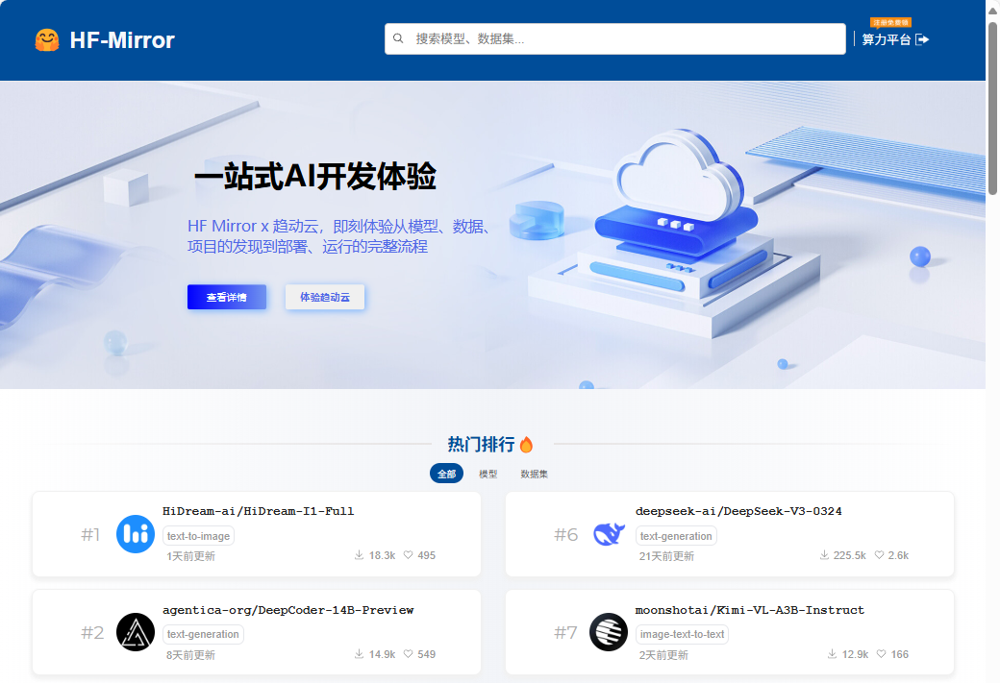 HF-Mirror
搜索模型、数据集...
注册免费领
算力平台
一站式AI开发体验
HF Mirror x 趋动云，即刻体验从模型、数据、
项目的发现到部署、运行的完整流程
查看详情
体验趋动云
热门排行
全部
模型
数据集
#1
HiDream-ai/HiDream-I1-Full
text-to-image
1天前更新
18.3k
495
#6
deepseek-ai/DeepSeek-V3-0324
text-generation
21天前更新
225.5k
2.6k
#2
agentica-org/DeepCoder-14B-Preview
text-generation
8天前更新
14.9k
549
#7
moonshotai/Kimi-VL-A3B-Instruct
image-text-to-text
2天前更新
12.9k
166